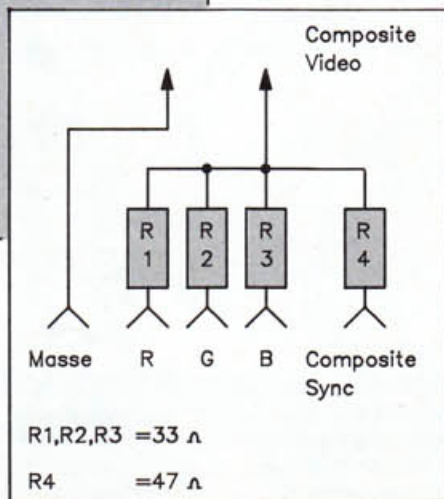 Composite
Video
R R R R
1 2 3 4
Masse R G B Composite
Sync
R1,R2,R3 =33 Ω
R4 =47 Ω